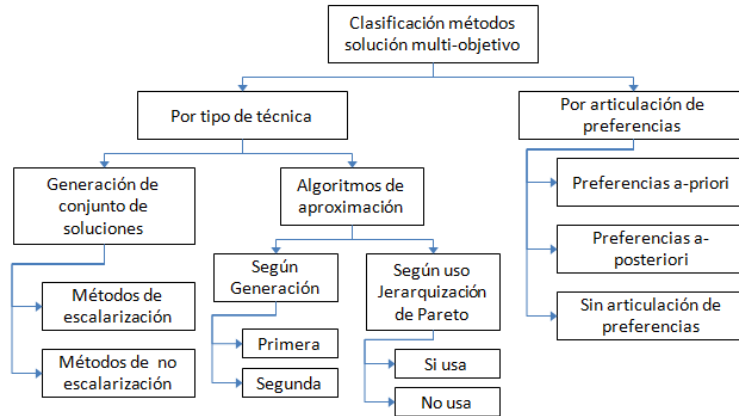 Clasificación métodos
solución multi-objetivo
Por tipo de técnica
Por articulación de
preferencias
Generación de
conjunto de
soluciones
Algoritmos de
aproximación
Preferencias a-priori
Preferencias a-
posteriori
Sin articulación de
preferencias
Según
Generación
Según uso
Jerarquización
de Pareto
Métodos de
escalarización
Métodos de no
escalarización
Primera
Segunda
Si usa
No usa